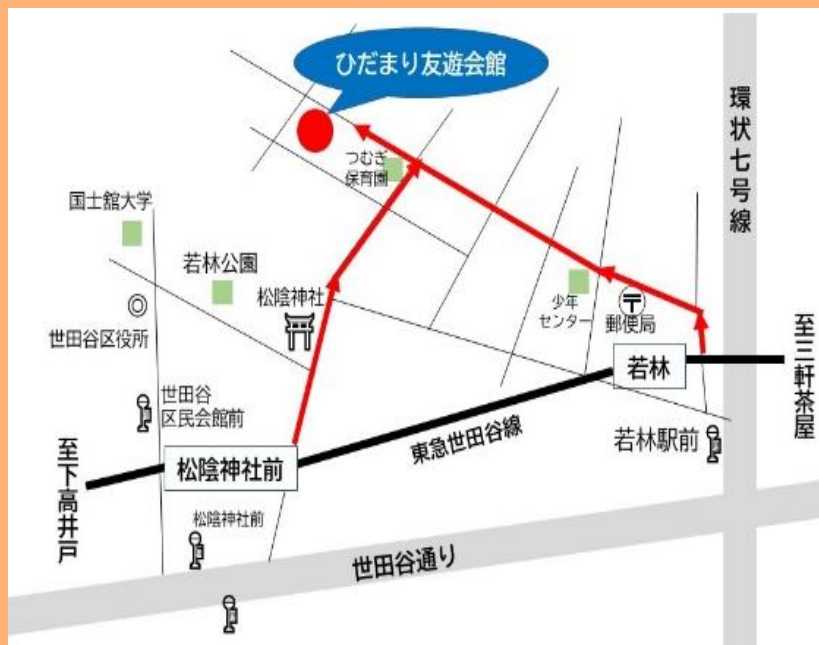 ひだまり友遊会館
環状七号線
つむぎ
保育園
国士舘大学
若林公園
松陰神社
少年
センター
〒
郵便局
世田谷区役所
若林
至三軒茶屋
世田谷
区民会館前
東急世田谷線
若林駅前
至下高井戸
松陰神社前
松陰神社前
世田谷通り